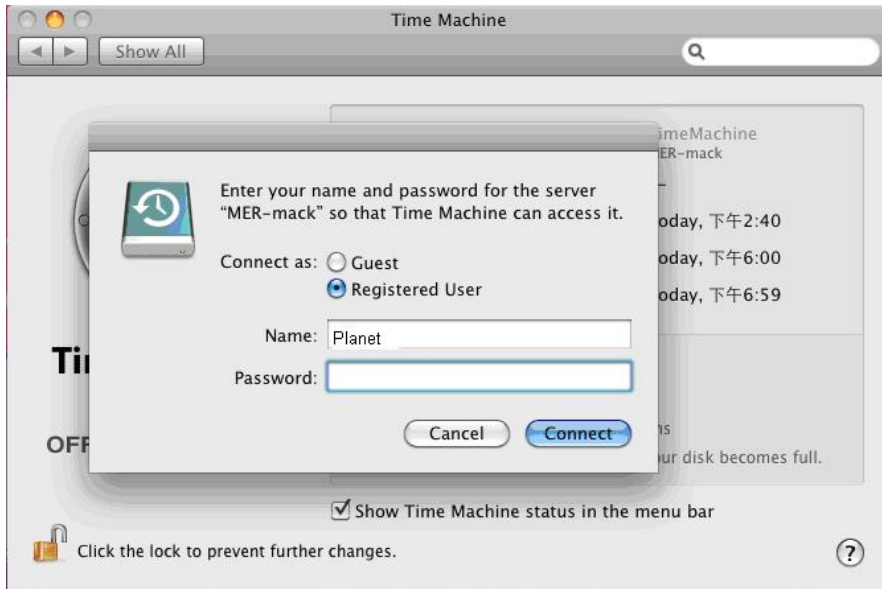 Time Machine
Show All
imeMachine
ER-mack
Enter your name and password for the server
“MER-mack” so that Time Machine can access it.
oday, 下午2:40
Connect as: Guest
oday, 下午6:00
Registered User
oday, 下午6:59
Name: Planet
Ti
Password:
Cancel Connect
OFF
ur disk becomes full.
Show Time Machine status in the menu bar
Click the lock to prevent further changes.
?